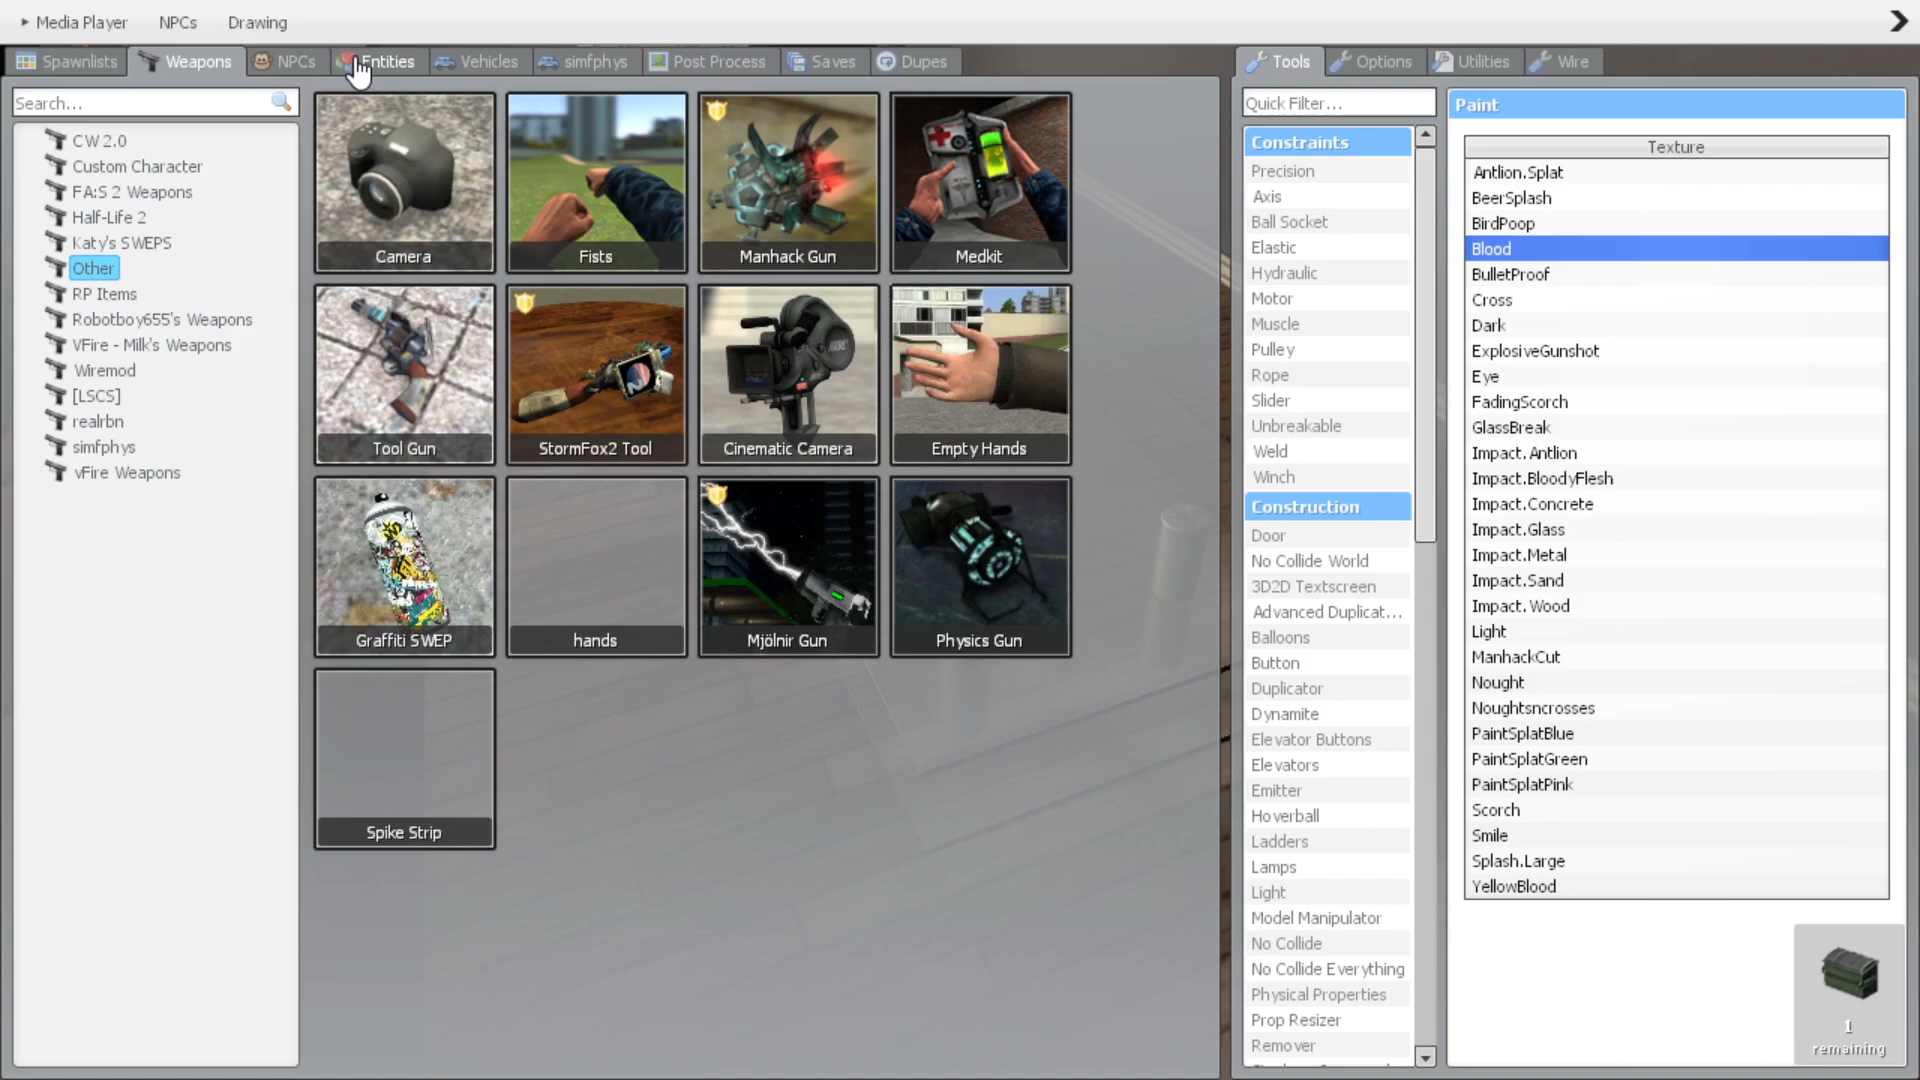 Media Player NPCs Drawing
Spawnlists Weapons NPCs Entities Vehicles simfphys Post Process Saves Dupes
Search...
CW 2.0
Custom Character
FA:S 2 Weapons
Half-Life 2
Katy's SWEPS
Other
RP Items
Robotboy655's Weapons
VFire - Milk's Weapons
Wiremod
[LSCS]
realrbn
simfphys
vFire Weapons
Camera Fists Manhack Gun Medkit
Tool Gun StormFox2 Tool Cinematic Camera Empty Hands
Graffiti SWEP hands Mjölnir Gun Physics Gun
Spike Strip
Tools Options Utilities Wire
Quick Filter...
Constraints
Precision
Axis
Ball Socket
Elastic
Hydraulic
Motor
Muscle
Pulley
Rope
Slider
Unbreakable
Weld
Winch
Construction
Door
No Collide World
3D2D Textscreen
Advanced Duplicat...
Balloons
Button
Duplicator
Dynamite
Elevator Buttons
Elevators
Emitter
Hoverball
Ladders
Lamps
Light
Model Manipulator
No Collide
No Collide Everything
Physical Properties
Prop Resizer
Remover
Paint
Texture
Antlion.Splat
BeerSplash
BirdPoop
Blood
BulletProof
Cross
Dark
ExplosiveGunshot
Eye
FadingScorch
GlassBreak
Impact.Antlion
Impact.BloodyFlesh
Impact.Concrete
Impact.Glass
Impact.Metal
Impact.Sand
Impact.Wood
Light
ManhackCut
Nought
Noughtsncrosses
PaintSplatBlue
PaintSplatGreen
PaintSplatPink
Scorch
Smile
Splash.Large
YellowBlood
1
remaining